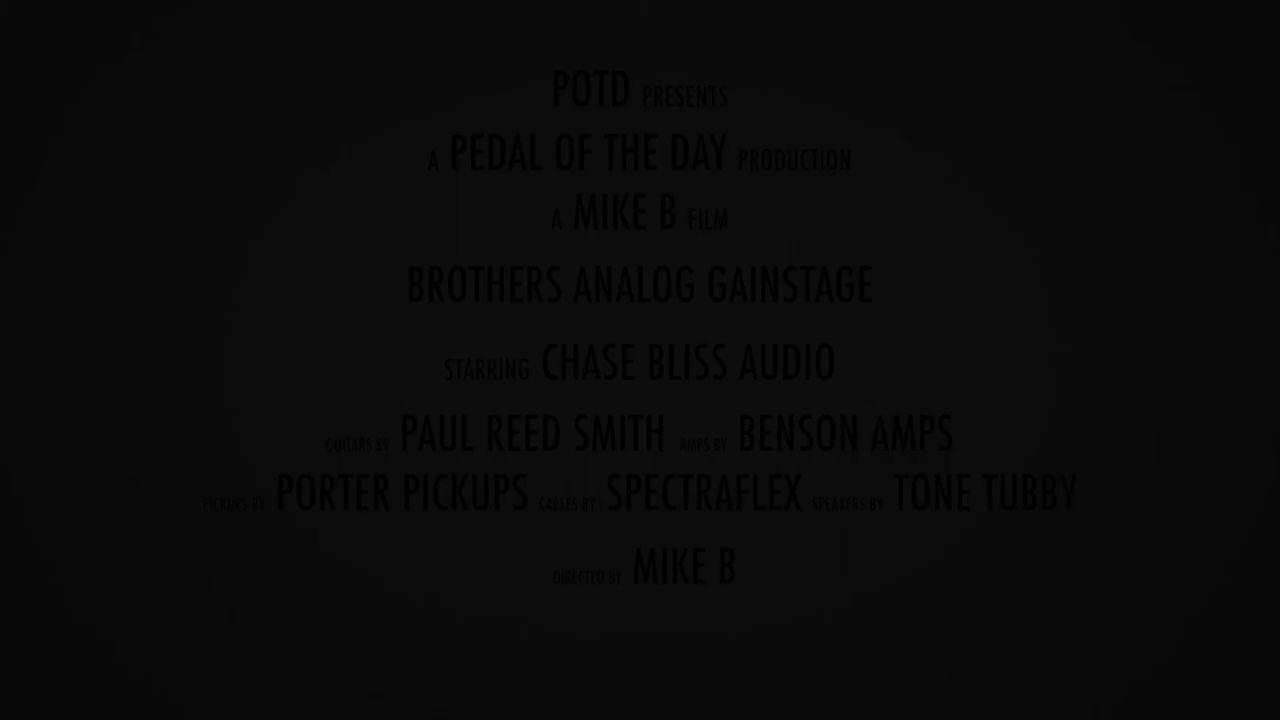 POTD PRESENTS
A PEDAL OF THE DAY PRODUCTION
A MIKE B FILM
BROTHERS ANALOG GAINSTAGE
STARRING CHASE BLISS AUDIO
GUITARS BY PAUL REED SMITH AMPS BY BENSON AMPS
PICKUPS BY PORTER PICKUPS CABLES BY SPECTRAFLEX SPEAKERS BY TONE TUBBY
DIRECTED BY MIKE B